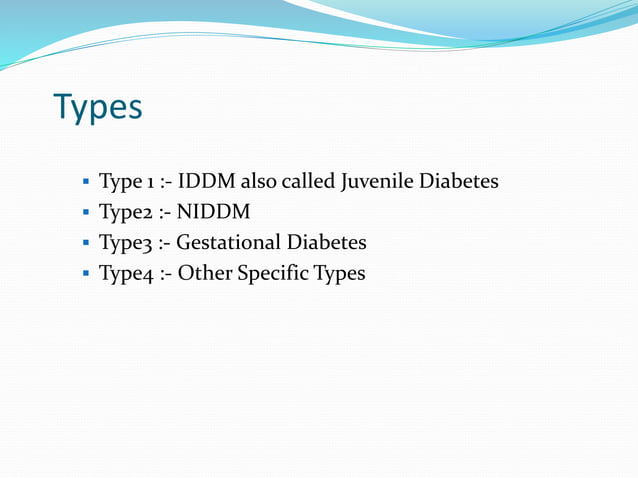 Types
▪ Type 1 :- IDDM also called Juvenile Diabetes
▪ Type2 :- NIDDM
▪ Type3 :- Gestational Diabetes
▪ Type4 :- Other Specific Types